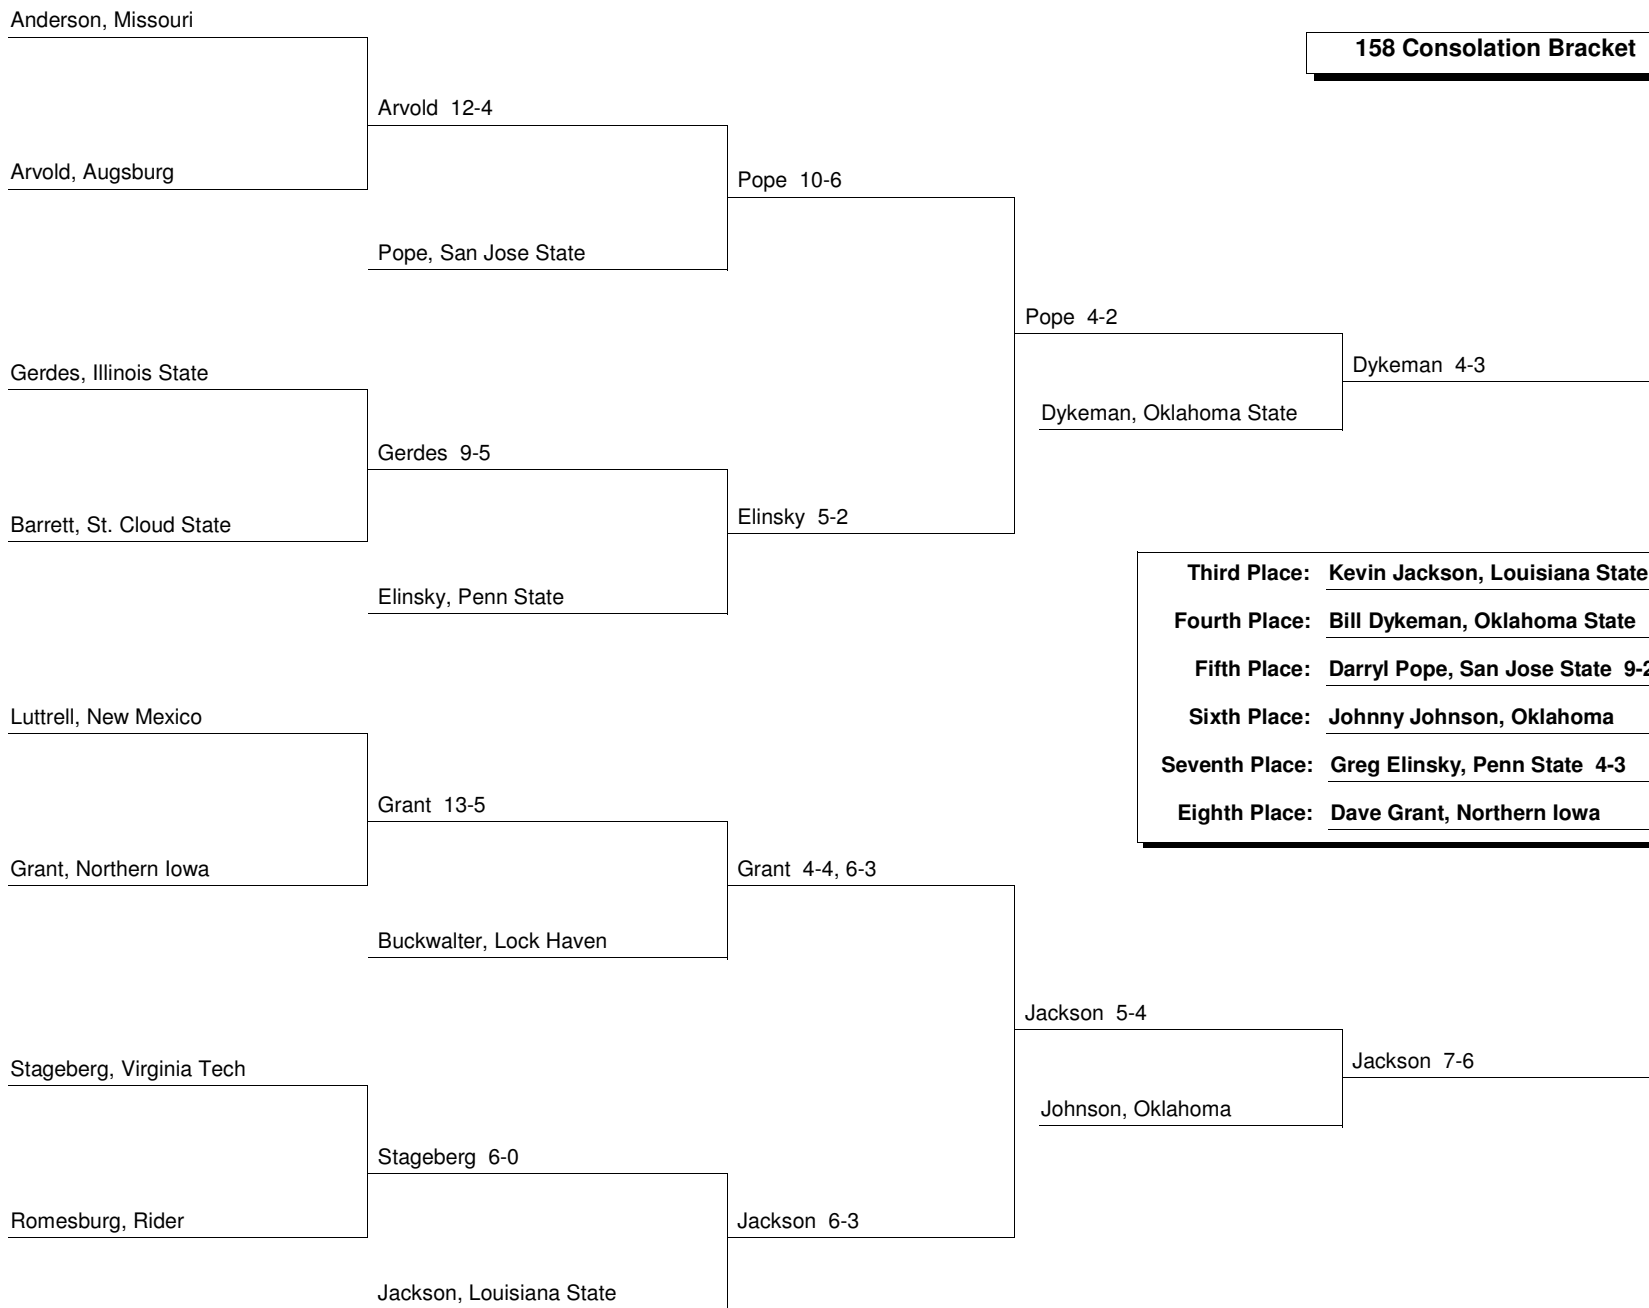 Anderson, Missouri
158 Consolation Bracket
Arvold 12-4
Arvold, Augsburg
Pope 10-6
Pope, San Jose State
Pope 4-2
Gerdes, Illinois State
Dykeman 4-3
Dykeman, Oklahoma State
Gerdes 9-5
Barrett, St. Cloud State
Elinsky 5-2
Elinsky, Penn State
Third Place: Kevin Jackson, Louisiana State
Fourth Place: Bill Dykeman, Oklahoma State
Fifth Place: Darryl Pope, San Jose State 9-2
Sixth Place: Johnny Johnson, Oklahoma
Seventh Place: Greg Elinsky, Penn State 4-3
Eighth Place: Dave Grant, Northern Iowa
Luttrell, New Mexico
Grant 13-5
Grant, Northern Iowa
Grant 4-4, 6-3
Buckwalter, Lock Haven
Jackson 5-4
Stageberg, Virginia Tech
Jackson 7-6
Johnson, Oklahoma
Stageberg 6-0
Romesburg, Rider
Jackson 6-3
Jackson, Louisiana State